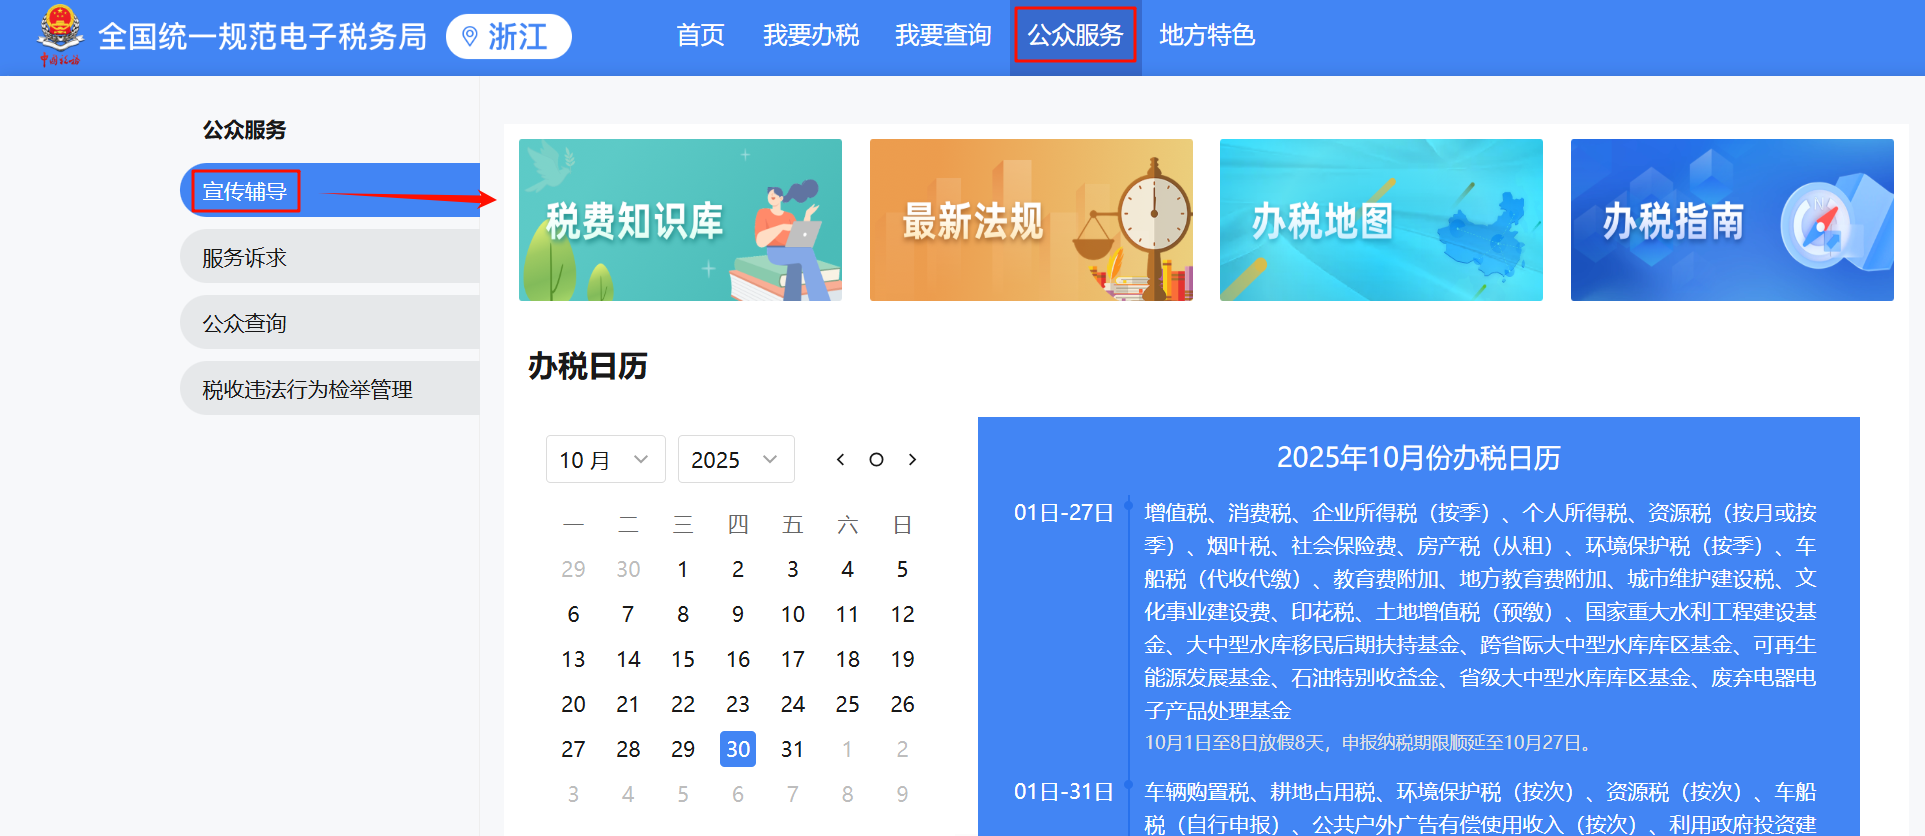 全国统一规范电子税务局 浙江 首页 我要办税 我要查询 公众服务 地方特色
公众服务
宣传辅导
服务诉求
公众查询
税收违法行为检举管理
税费知识库 最新法规 办税地图 办税指南
办税日历
10 月 2025
一 二 三 四 五 六 日
29 30 1 2 3 4 5
6 7 8 9 10 11 12
13 14 15 16 17 18 19
20 21 22 23 24 25 26
27 28 29 30 31 1 2
3 4 5 6 7 8 9
2025年10月份办税日历
01日-27日 增值税、消费税、企业所得税（按季）、个人所得税、资源税（按月或按
季）、烟叶税、社会保险费、房产税（从租）、环境保护税（按季）、车
船税（代收代缴）、教育费附加、地方教育费附加、城市维护建设税、文
化事业建设费、印花税、土地增值税（预缴）、国家重大水利工程建设基
金、大中型水库移民后期扶持基金、跨省际大中型水库库区基金、可再生
能源发展基金、石油特别收益金、省级大中型水库库区基金、废弃电器电
子产品处理基金
10月1日至8日放假8天，申报纳税期限顺延至10月27日。
01日-31日 车辆购置税、耕地占用税、环境保护税（按次）、资源税（按次）、车船
税（自行申报）、公共户外广告有偿使用收入（按次）、利用政府投资建